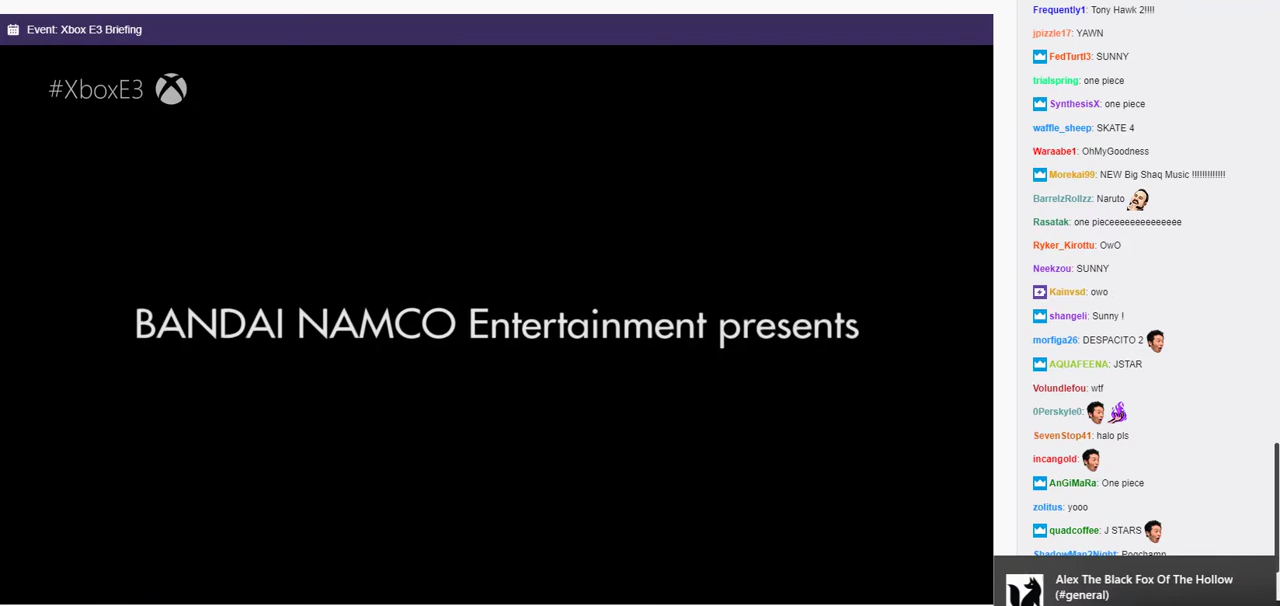 Event: Xbox E3 Briefing
#XboxE3
BANDAI NAMCO Entertainment presents
Frequently1: Tony Hawk 2!!!!
jpizzle17: YAWN
FedTurtl3: SUNNY
trialspring: one piece
SynthesisX: one piece
waffle_sheep: SKATE 4
Waraabe1: OhMyGoodness
Morekai99: NEW Big Shaq Music !!!!!!!!!!!!!
BarrelzRollzz: Naruto
Rasatak: one pieceeeeeeeeeeeeee
Ryker_Kirottu: OwO
Neekzou: SUNNY
Kainvsd: owo
shangeli: Sunny !
morfiga26: DESPACITO 2
AQUAFEENA: JSTAR
Volundlefou: wtf
0Perskyle0:
SevenStop41: halo pls
incangold:
AnGiMaRa: One piece
zolitus: yooo
quadcoffee: J STARS
ShadowMan2Night: Pogchamp
Alex The Black Fox Of The Hollow
(#general)